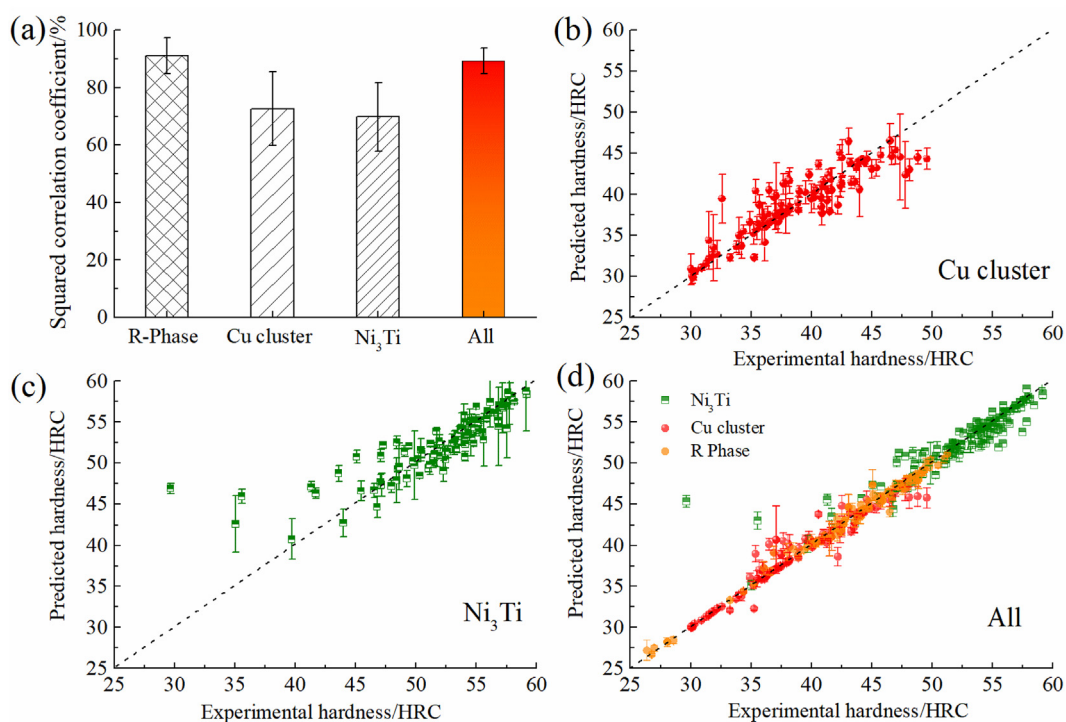 (a)
Squared correlation coefficient/%
100
80
60
40
20
0
R-Phase Cu cluster Ni₃Ti All
(b)
Predicted hardness/HRC
60
55
50
45
40
35
30
25
Cu cluster
25 30 35 40 45 50 55 60
Experimental hardness/HRC
(c)
Predicted hardness/HRC
60
55
50
45
40
35
30
25
Ni₃Ti
25 30 35 40 45 50 55 60
Experimental hardness/HRC
(d)
Predicted hardness/HRC
60
55
50
45
40
35
30
25
Ni₃Ti
Cu cluster
R Phase
All
25 30 35 40 45 50 55 60
Experimental hardness/HRC